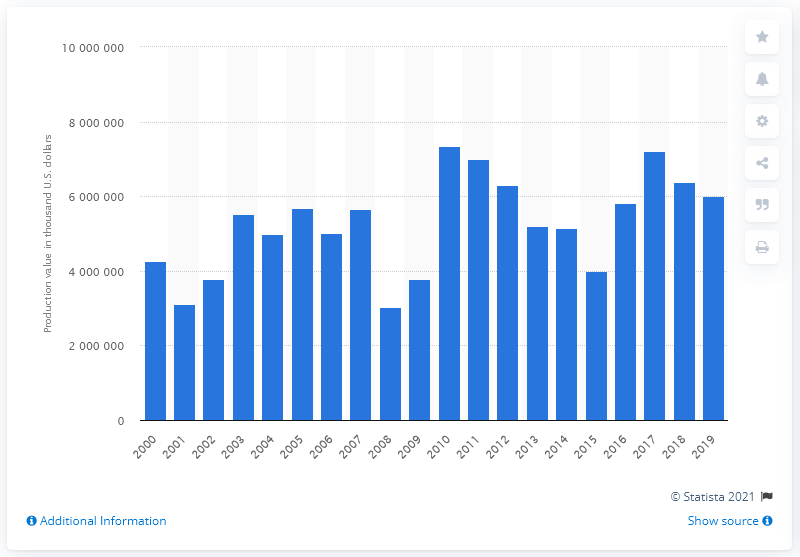 10 000 000
8 000 000
6 000 000
4 000 000
2 000 000
0
Production value in thousand U.S. dollars
2000 2001 2002 2003 2004 2005 2006 2007 2008 2009 2010 2011 2012 2013 2014 2015 2016 2017 2018 2019
© Statista 2021
Additional Information
Show source